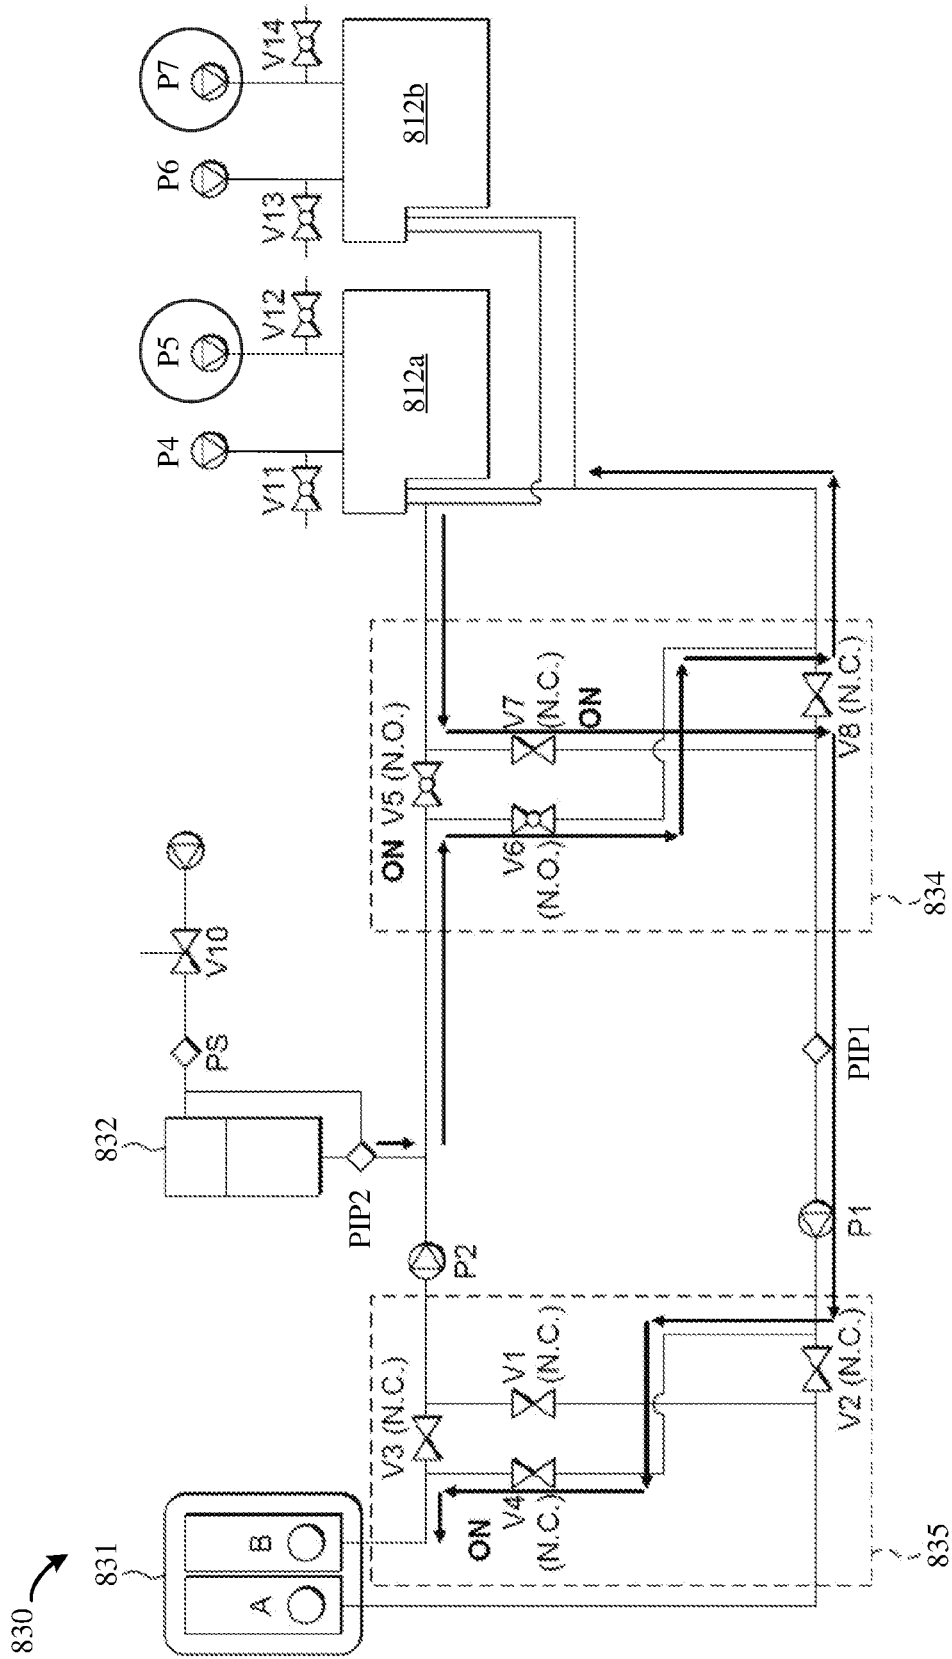 830
831
A
B
832
PS
V10
PIP2
P4
P5
P6
P7
V11
V12
V13
V14
812a
812b
P2
V3 (N.C.)
V4
(N.C.)
ON
V1
(N.C.)
V2 (N.C.)
835
P1
PIP1
ON
V5 (N.O.)
V6
(N.O.)
V7
(N.C.)
ON
V8 (N.C.)
834